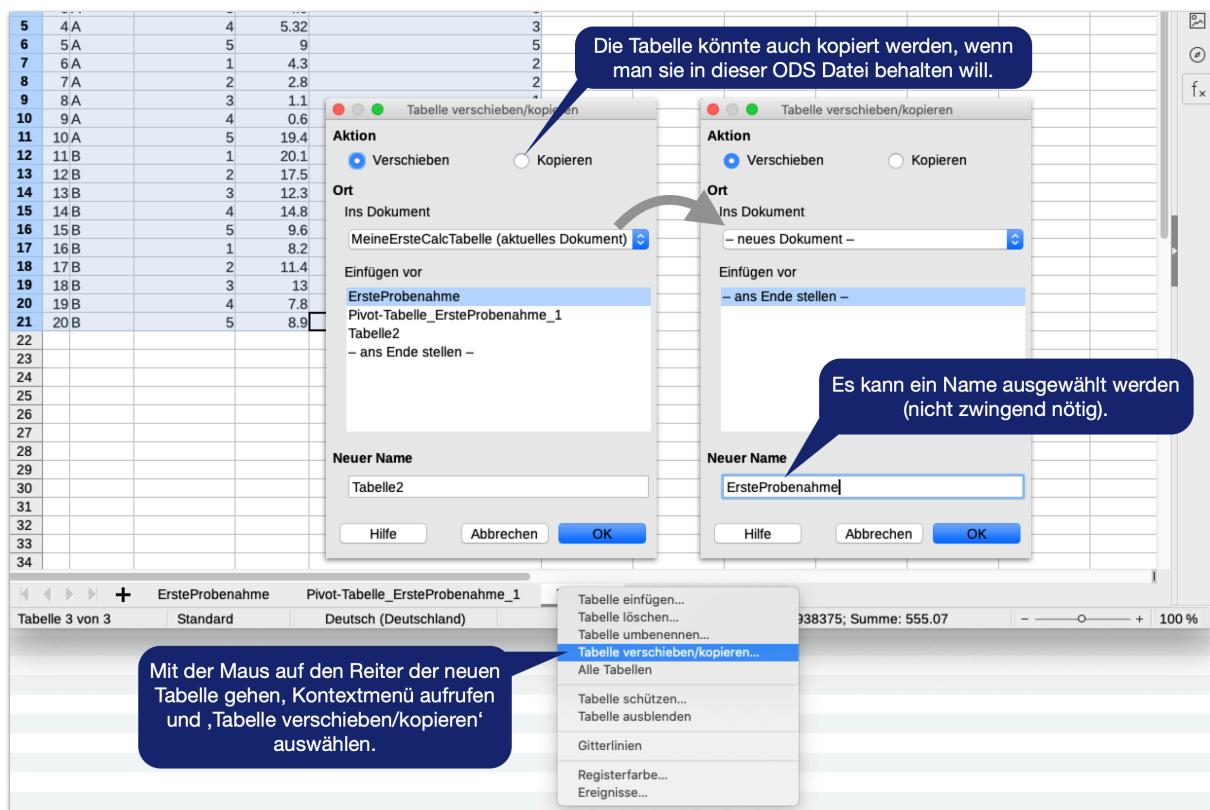 5 4 A 4 5.32 3
6 5 A 5 9 5
7 6 A 1 4.3 2
8 7 A 2 2.8 2
9 8 A 3 1.1
10 9 A 4 0.6
11 10 A 5 19.4
12 11 B 1 20.1
13 12 B 2 17.5
14 13 B 3 12.3
15 14 B 4 14.8
16 15 B 5 9.6
17 16 B 1 8.2
18 17 B 2 11.4
19 18 B 3 13
20 19 B 4 7.8
21 20 B 5 8.9
22
23
24
25
26
27
28
29
30
31
32
33
34
Die Tabelle könnte auch kopiert werden, wenn
man sie in dieser ODS Datei behalten will.
Tabelle verschieben/kopieren
Aktion
Verschieben Kopieren
Ort
Ins Dokument
MeineErsteCalcTabelle (aktuelles Dokument)
Einfügen vor
ErsteProbenahme
Pivot-Tabelle_ErsteProbenahme_1
Tabelle2
– ans Ende stellen –
Neuer Name
Tabelle2
Hilfe Abbrechen OK
Tabelle verschieben/kopieren
Aktion
Verschieben Kopieren
Ort
Ins Dokument
– neues Dokument –
Einfügen vor
– ans Ende stellen –
Es kann ein Name ausgewählt werden
(nicht zwingend nötig).
Neuer Name
ErsteProbenahme
Hilfe Abbrechen OK
fx
ErsteProbenahme Pivot-Tabelle_ErsteProbenahme_1
Tabelle 3 von 3 Standard Deutsch (Deutschland) 938375; Summe: 555.07 – + 100 %
Tabelle einfügen...
Tabelle löschen...
Tabelle umbenennen...
Tabelle verschieben/kopieren...
Alle Tabellen
Tabelle schützen...
Tabelle ausblenden
Gitterlinien
Registerfarbe...
Ereignisse...
Mit der Maus auf den Reiter der neuen
Tabelle gehen, Kontextmenü aufrufen
und ‚Tabelle verschieben/kopieren‘
auswählen.